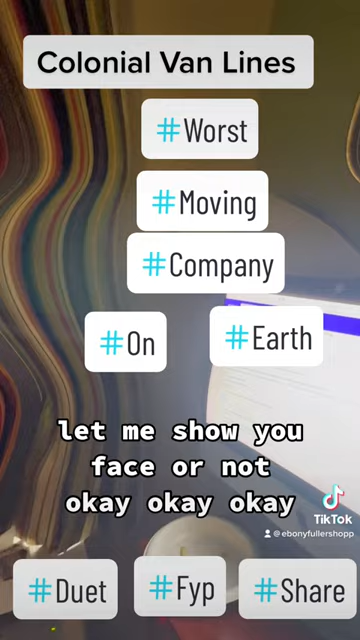 Colonial Van Lines
#Worst
#Moving
#Company
#On #Earth
let me show you
face or not
okay okay okay
TikTok
@ebonyfullershopp
#Duet #Fyp #Share